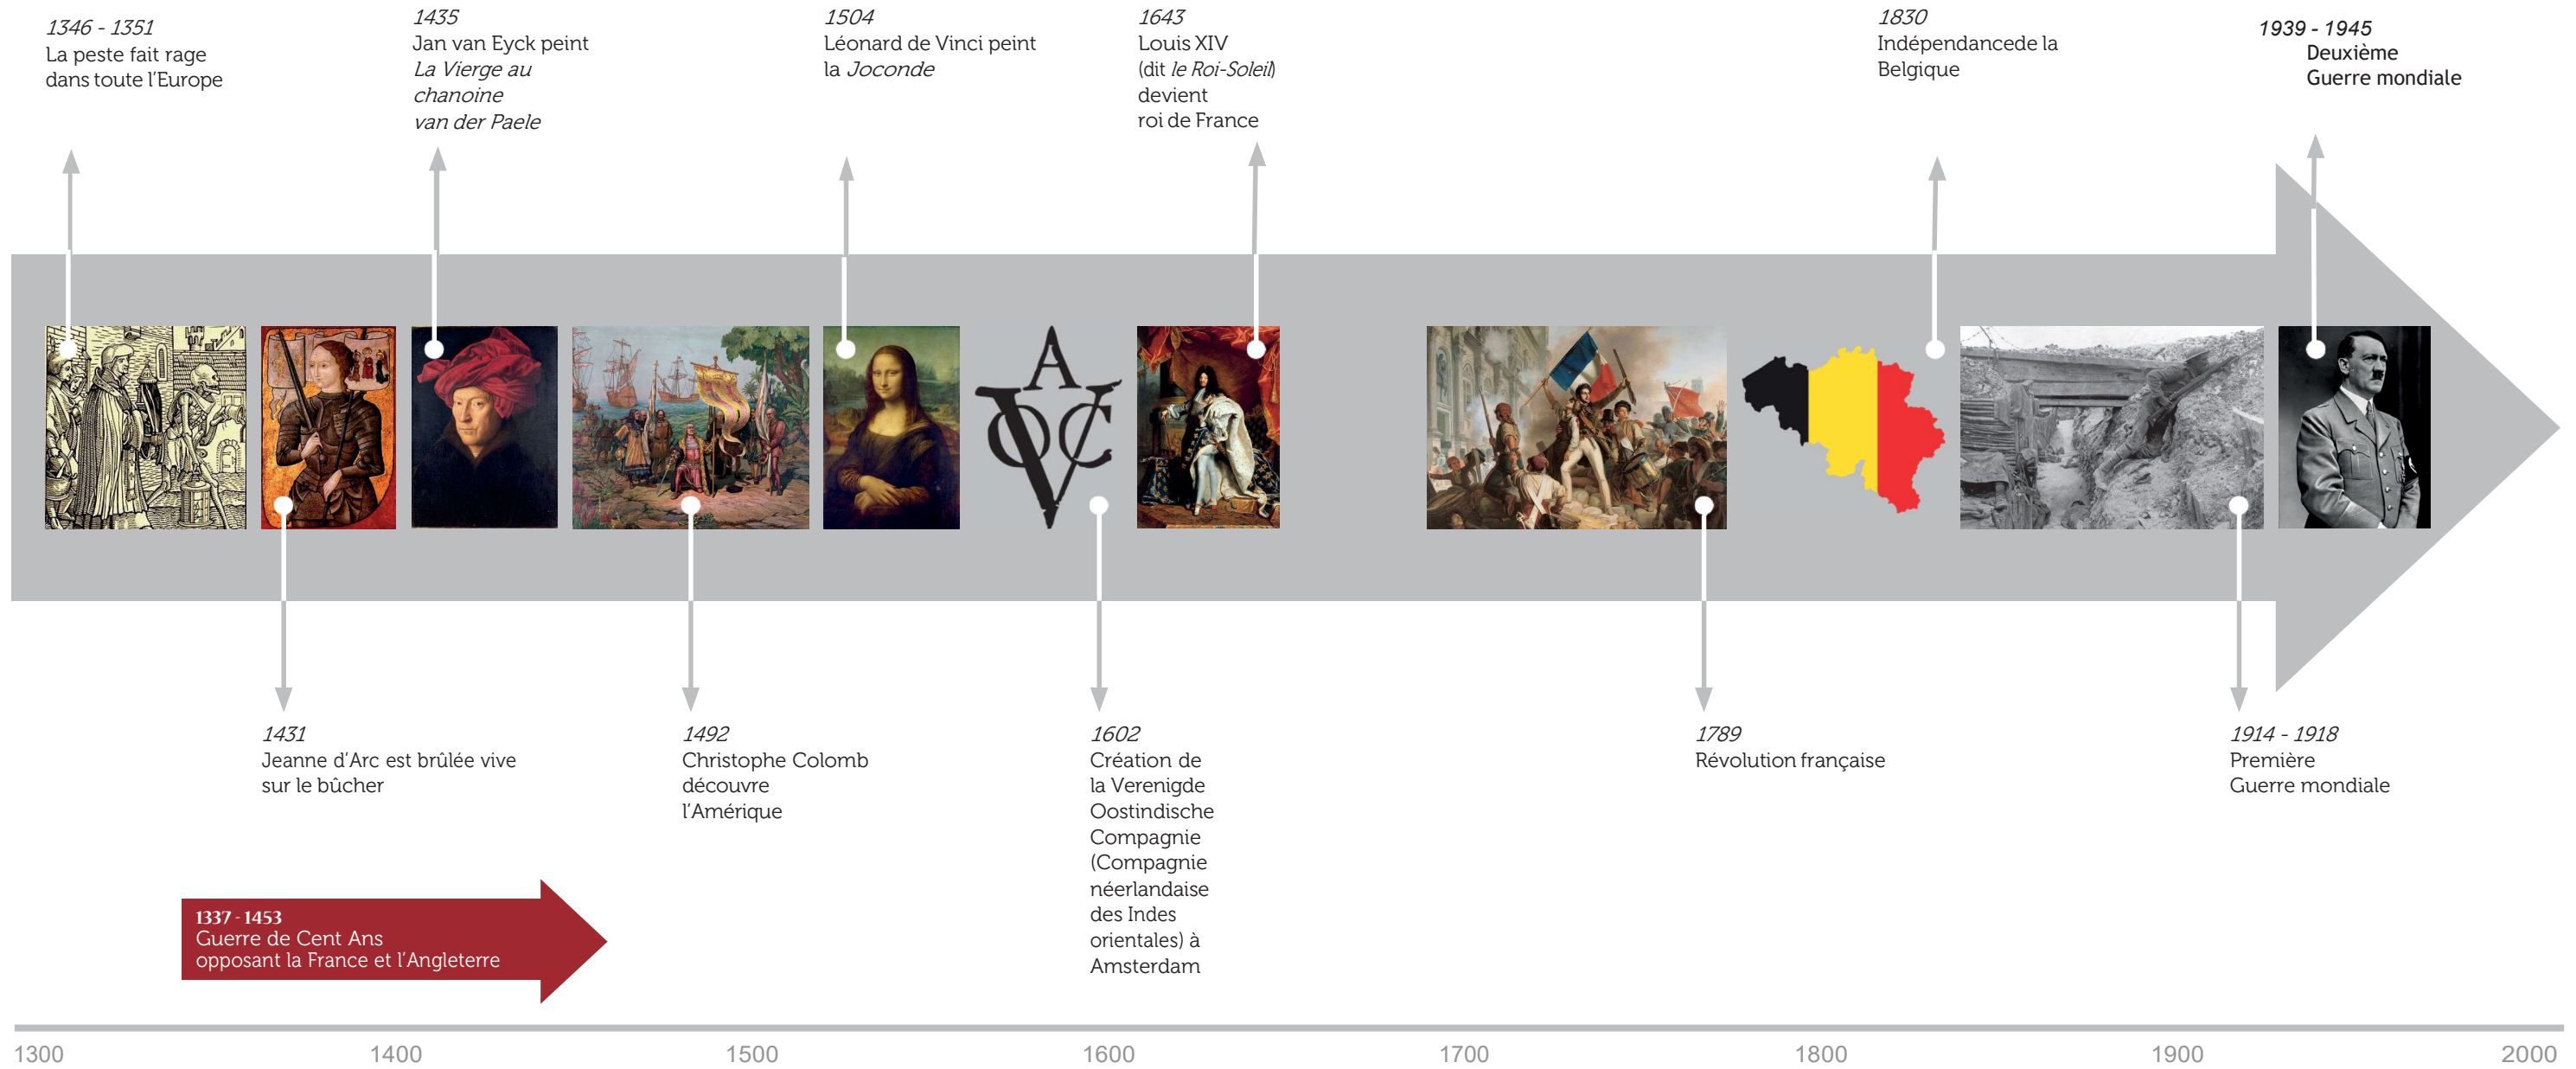 1346 - 1351
La peste fait rage
dans toute l'Europe
1435
Jan van Eyck peint
La Vierge au
chanoine
van der Paele
1504
Léonard de Vinci peint
la Joconde
1643
Louis XIV
(dit le Roi-Soleil)
devient
roi de France
1830
Indépendancede la
Belgique
1939 - 1945
Deuxième
Guerre mondiale
A
VOC
1431
Jeanne d'Arc est brûlée vive
sur le bûcher
1492
Christophe Colomb
découvre
l'Amérique
1602
Création de
la Verenigde
Oostindische
Compagnie
(Compagnie
néerlandaise
des Indes
orientales) à
Amsterdam
1789
Révolution française
1914 - 1918
Première
Guerre mondiale
1337 - 1453
Guerre de Cent Ans
opposant la France et l'Angleterre
1300 1400 1500 1600 1700 1800 1900 2000